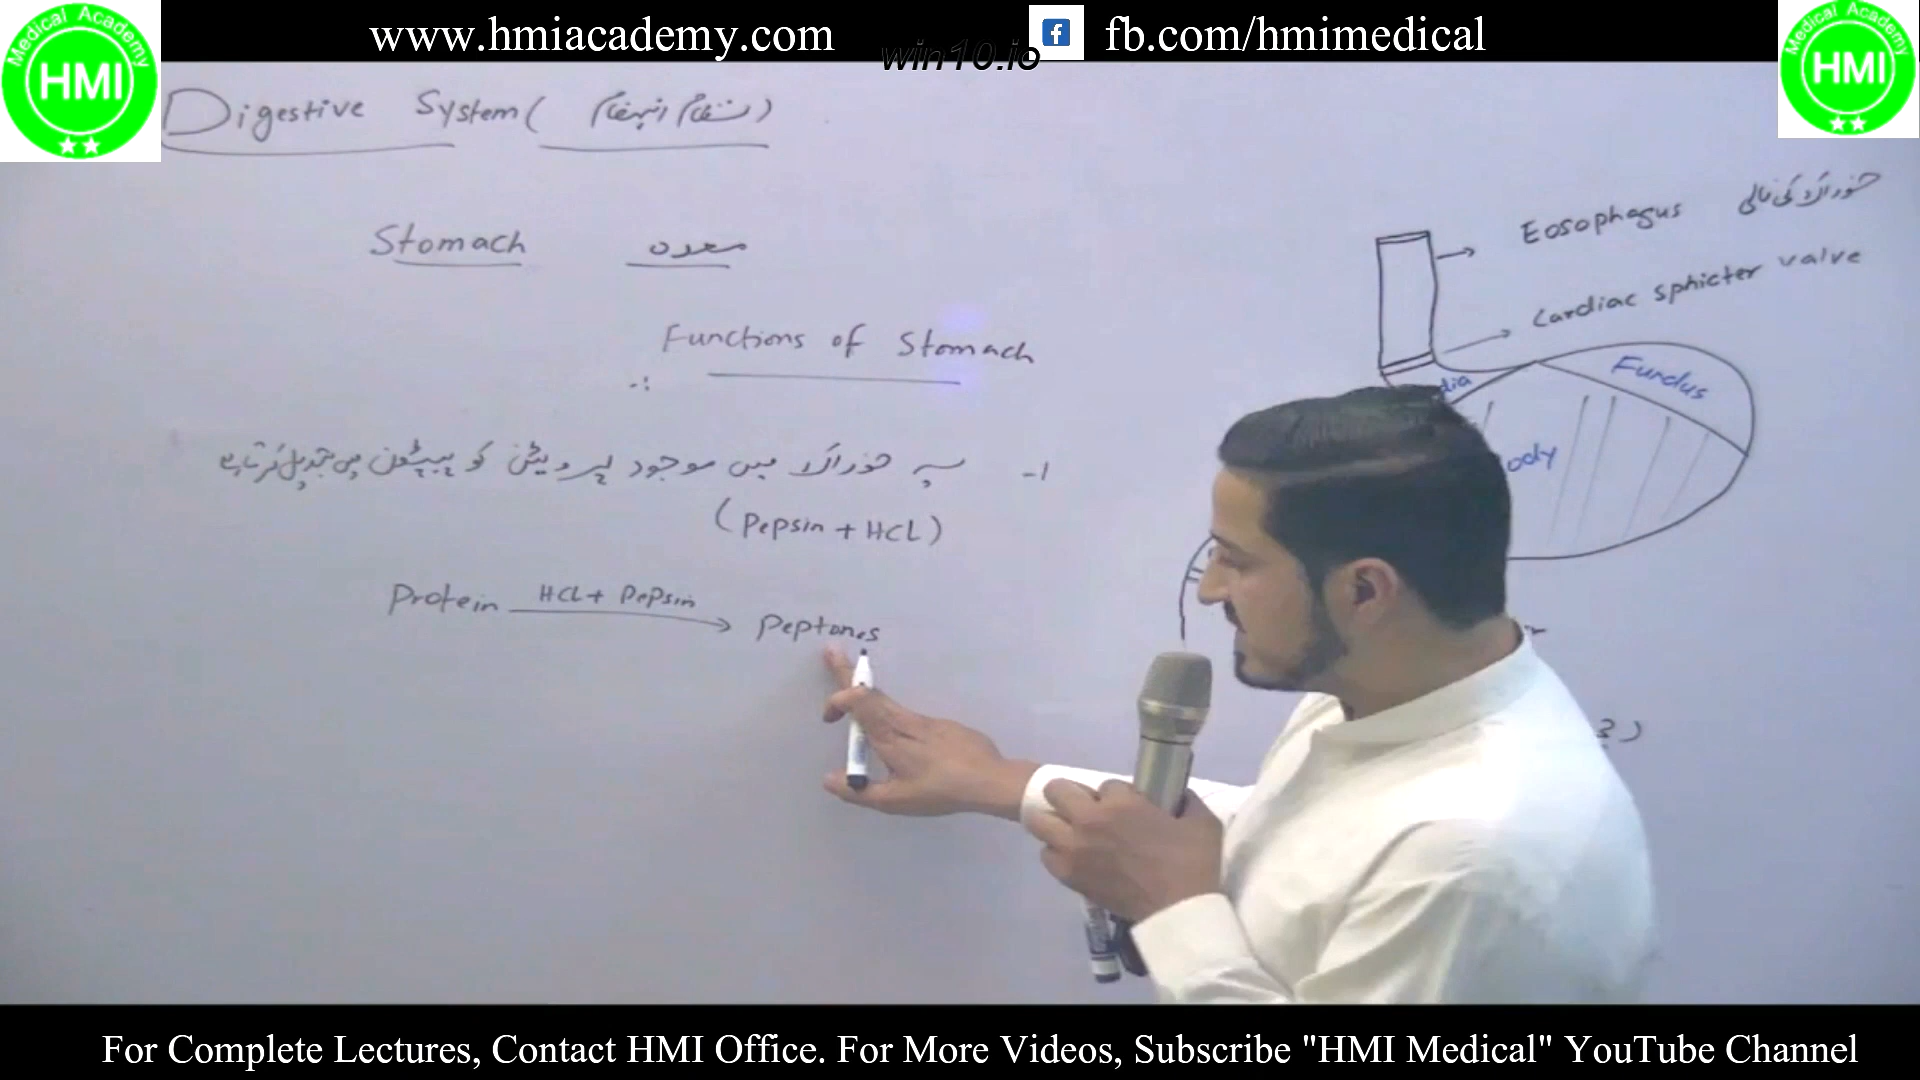 Medical Academy
HMI
www.hmiacademy.com
fb.com/hmimedical
win10.io
Medical Academy
HMI
Digestive System (نظام انہضام)
Stomach معدہ
Functions of Stomach
:-
1- یہ خوراک میں موجود پروٹین کو پیپٹون میں تبدیل کرتا ہے
(Pepsin + HCL)
Protein HCL + Pepsin Peptones
Eosophagus خوراک کی نالی
Cardiac sphicter valve
Fundus
dia
ody
For Complete Lectures, Contact HMI Office. For More Videos, Subscribe "HMI Medical" YouTube Channel